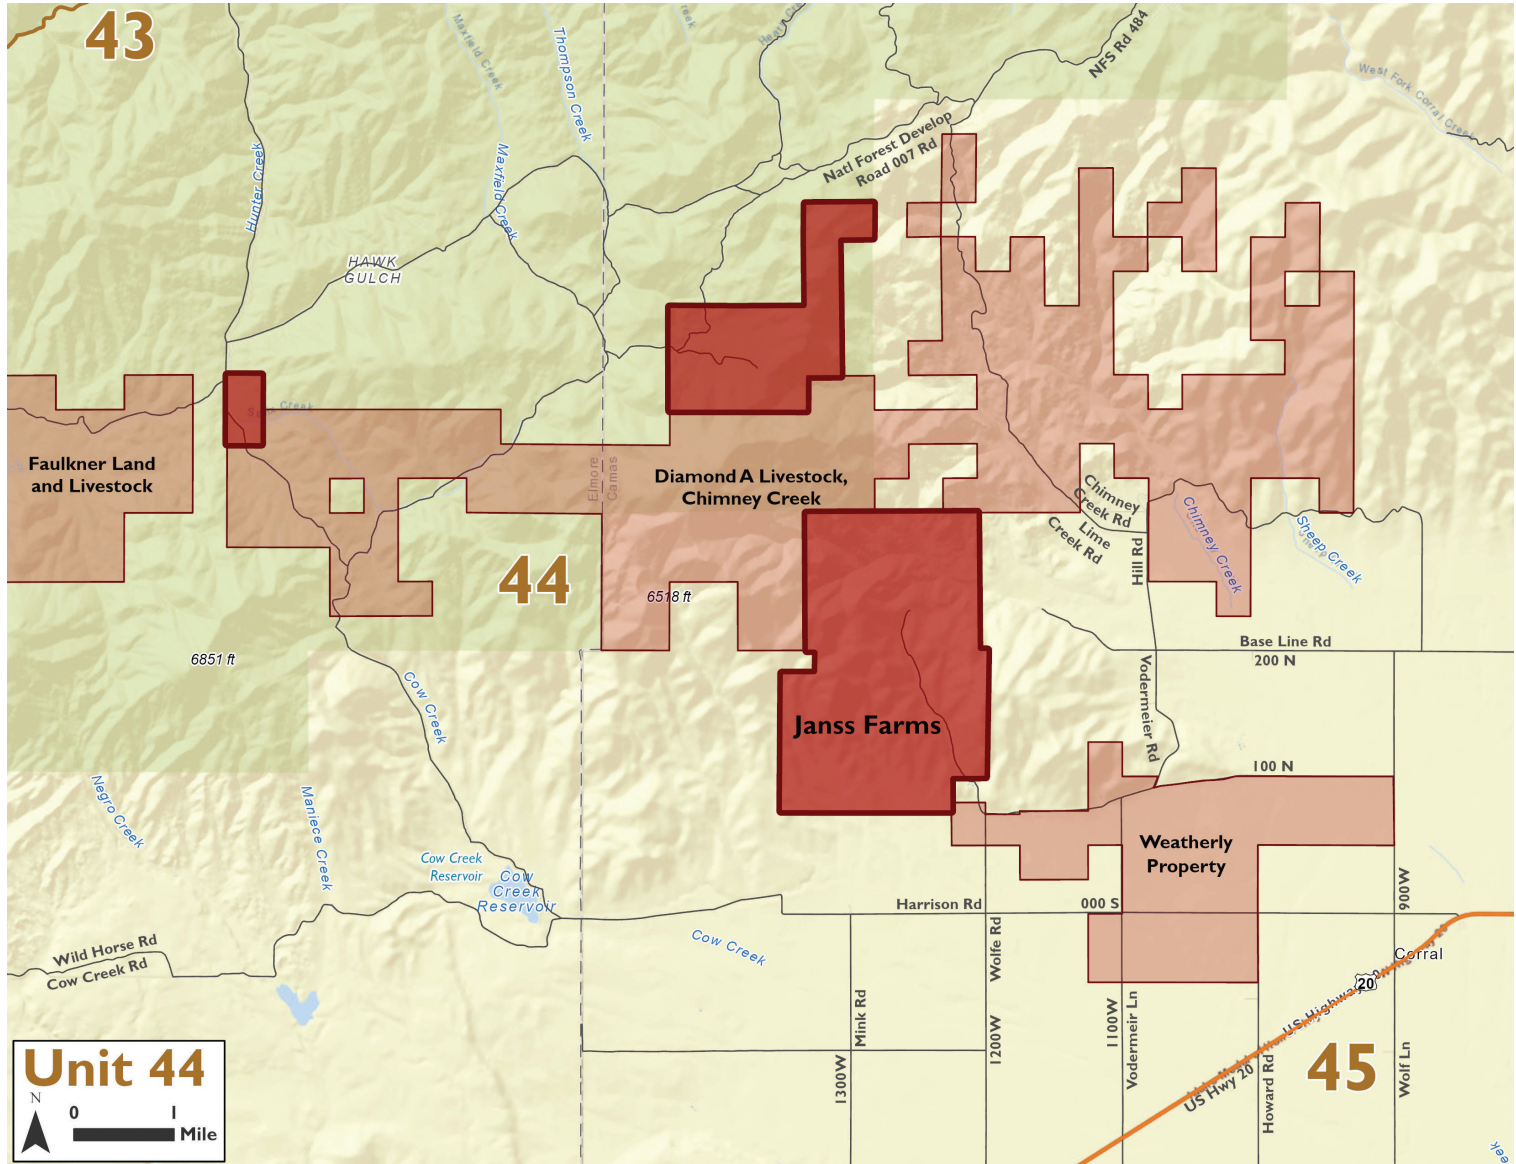 43
Maxfield Creek
Thompson Creek
NFS Rd 484
West Fork Corral Creek
Hunter Creek
Maxfield Creek
Natl Forest Develop
Road 007 Rd
HAWK
GULCH
Faulkner Land
and Livestock
Elmore
Camas
Diamond A Livestock,
Chimney Creek
Chimney
Creek Rd
Lime
Creek Rd
Hill Rd
Chimney Creek
Sheep Creek
44
6518 ft
6851 ft
Base Line Rd
200 N
Cow Creek
Janss Farms
Vodermeier Rd
100 N
Negro Creek
Maniece Creek
Weatherly
Property
Cow Creek
Reservoir
Cow
Creek
Reservoir
Harrison Rd
000 S
900W
Wild Horse Rd
Cow Creek Rd
Cow Creek
Wolfe Rd
Corral
20
US Highway 20
Mink Rd
1300W
1200W
1100W
Vodermeir Ln
US Hwy 20
Howard Rd
45
Wolf Ln
Unit 44
N
0 1
Mile